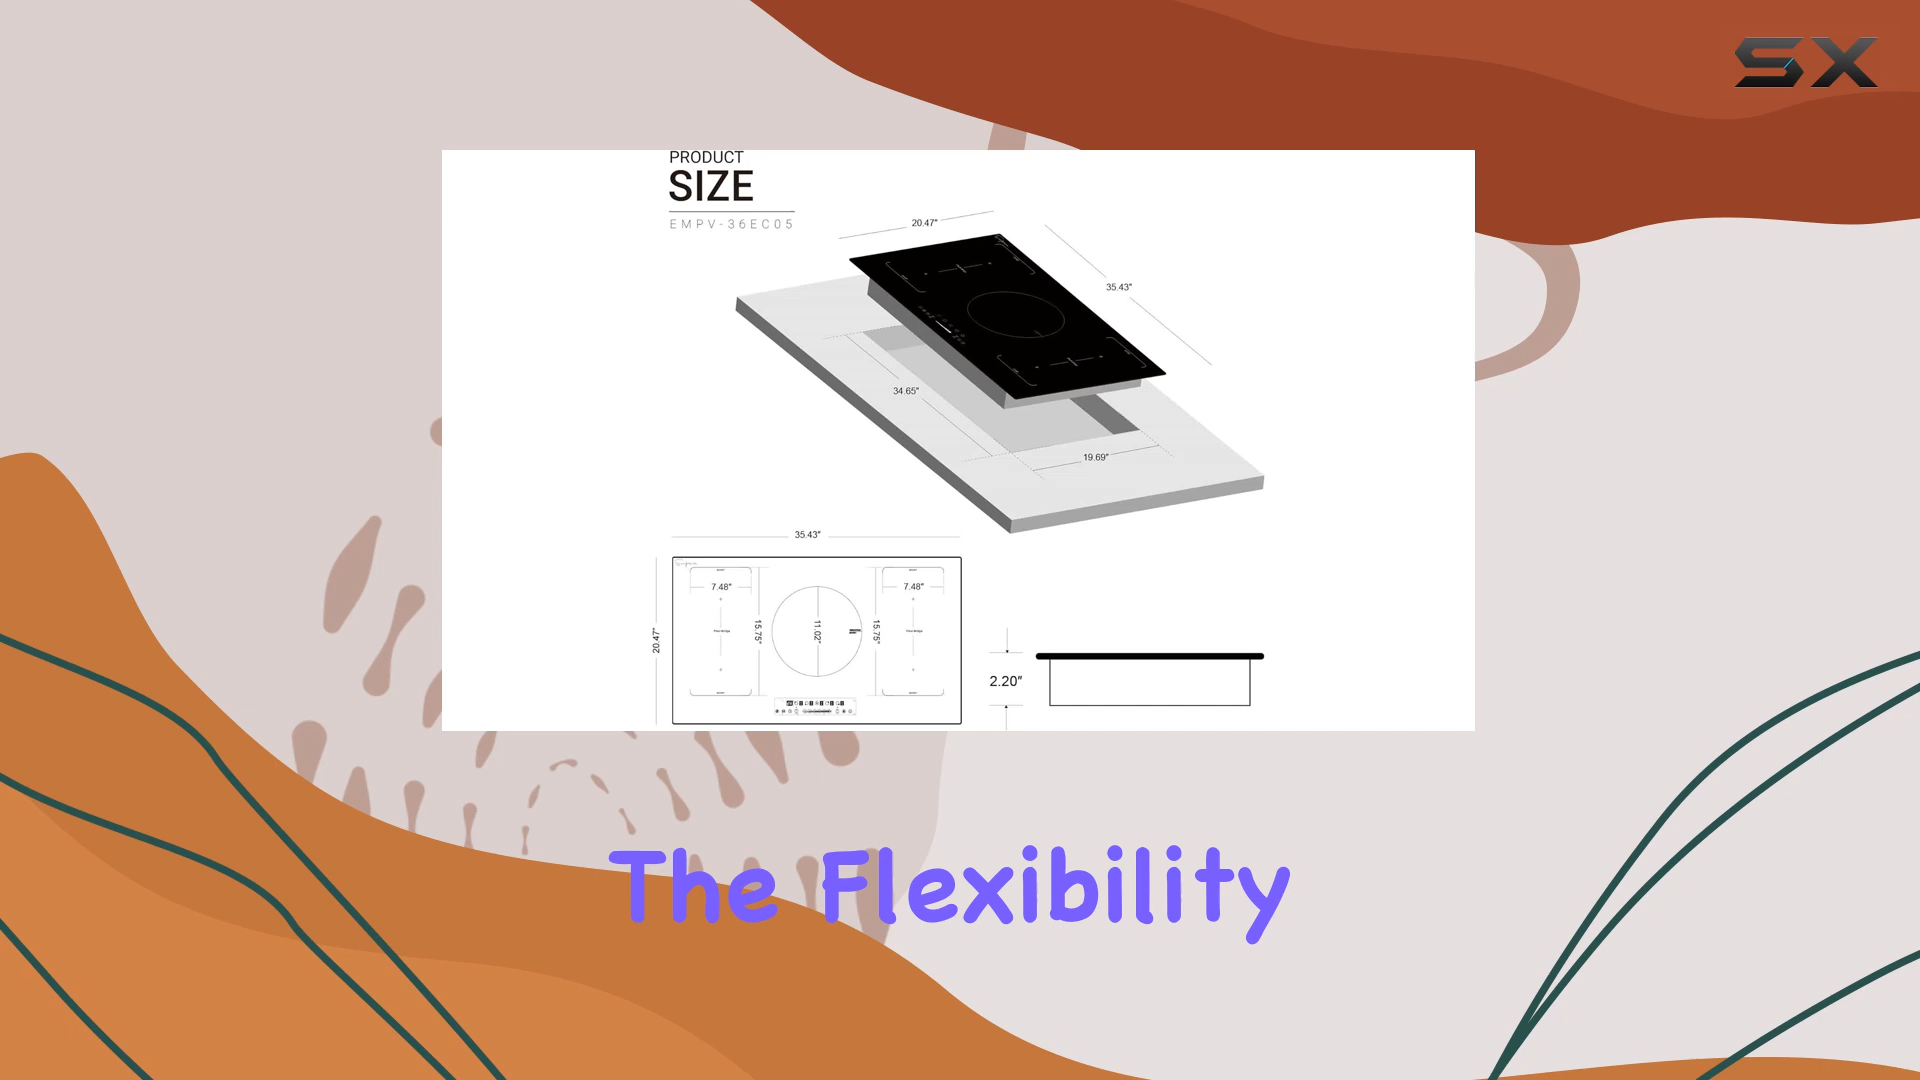 SX
PRODUCT
SIZE
EMPV-36EC05
20.47"
35.43"
34.65"
19.69"
35.43"
7.48"
7.48"
20.47"
15.75"
11.02"
15.75"
2.20"
The Flexibility